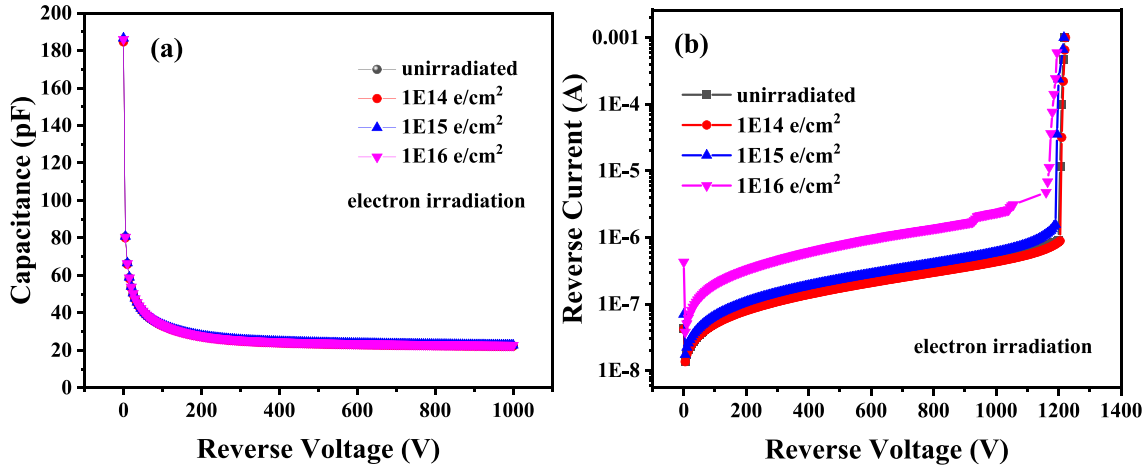 200
180
160
140
120
100
80
60
40
20
0
Capacitance (pF)
(a)
unirradiated
1E14 e/cm²
1E15 e/cm²
1E16 e/cm²
electron irradiation
0 200 400 600 800 1000
Reverse Voltage (V)
0.001
1E-4
1E-5
1E-6
1E-7
1E-8
Reverse Current (A)
(b)
unirradiated
1E14 e/cm²
1E15 e/cm²
1E16 e/cm²
electron irradiation
0 200 400 600 800 1000 1200 1400
Reverse Voltage (V)